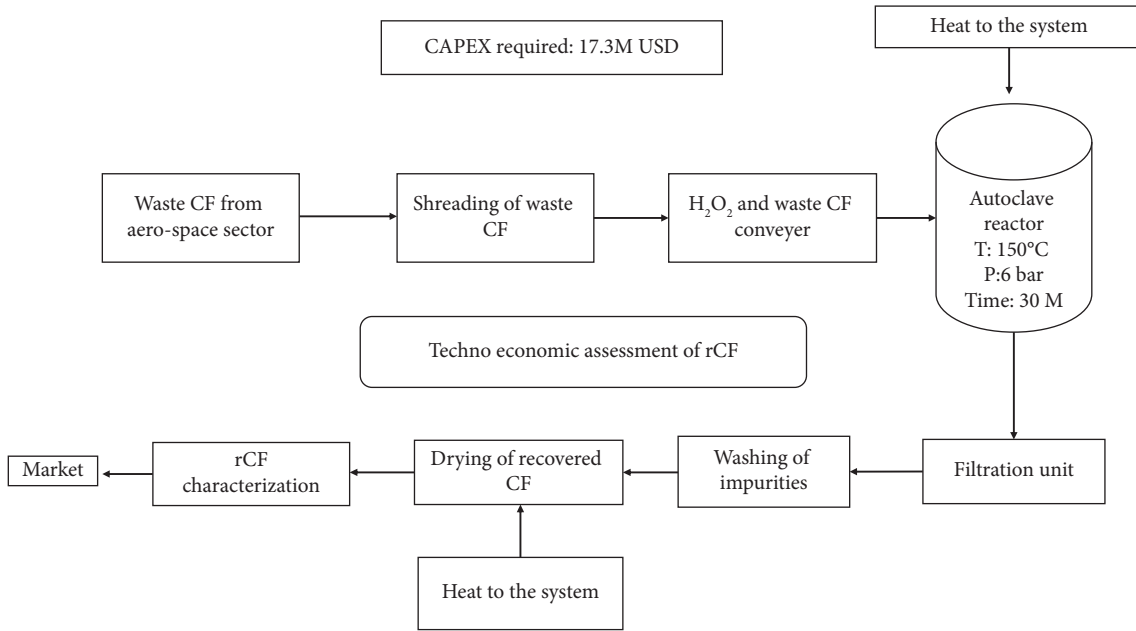 CAPEX required: 17.3M USD
Heat to the system
Waste CF from
aero-space sector
Shreading of waste
CF
H₂O₂ and waste CF
conveyer
Autoclave
reactor
T: 150°C
P:6 bar
Time: 30 M
Techno economic assessment of rCF
Market
rCF
characterization
Drying of recovered
CF
Washing of
impurities
Filtration unit
Heat to the system